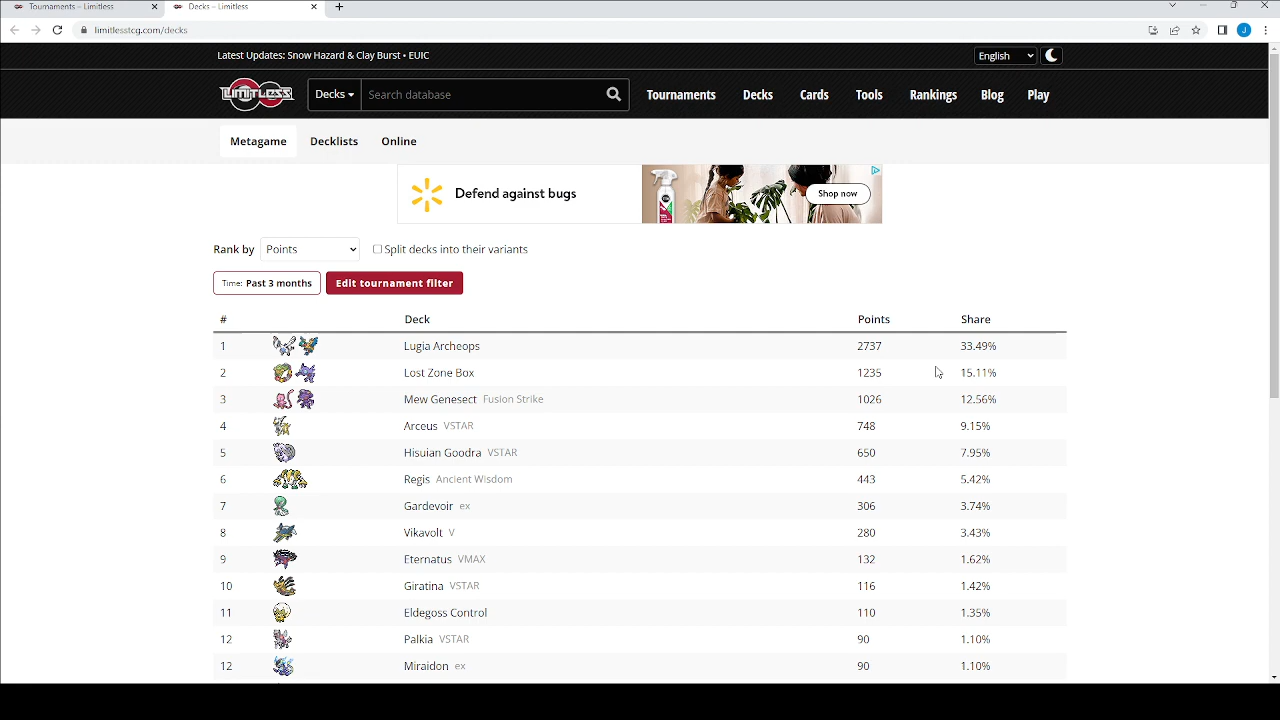 Tournaments – Limitless
Decks – Limitless
limitlesstcg.com/decks
J
Latest Updates: Snow Hazard & Clay Burst • EUIC
English
LIMITLESS
Decks
Search database
Tournaments
Decks
Cards
Tools
Rankings
Blog
Play
Metagame
Decklists
Online
Defend against bugs
Shop now
Rank by
Points
Split decks into their variants
Time: Past 3 months
Edit tournament filter
# Deck Points Share
1 Lugia Archeops 2737 33.49%
2 Lost Zone Box 1235 15.11%
3 Mew Genesect Fusion Strike 1026 12.56%
4 Arceus VSTAR 748 9.15%
5 Hisuian Goodra VSTAR 650 7.95%
6 Regis Ancient Wisdom 443 5.42%
7 Gardevoir ex 306 3.74%
8 Vikavolt V 280 3.43%
9 Eternatus VMAX 132 1.62%
10 Giratina VSTAR 116 1.42%
11 Eldegoss Control 110 1.35%
12 Palkia VSTAR 90 1.10%
12 Miraidon ex 90 1.10%